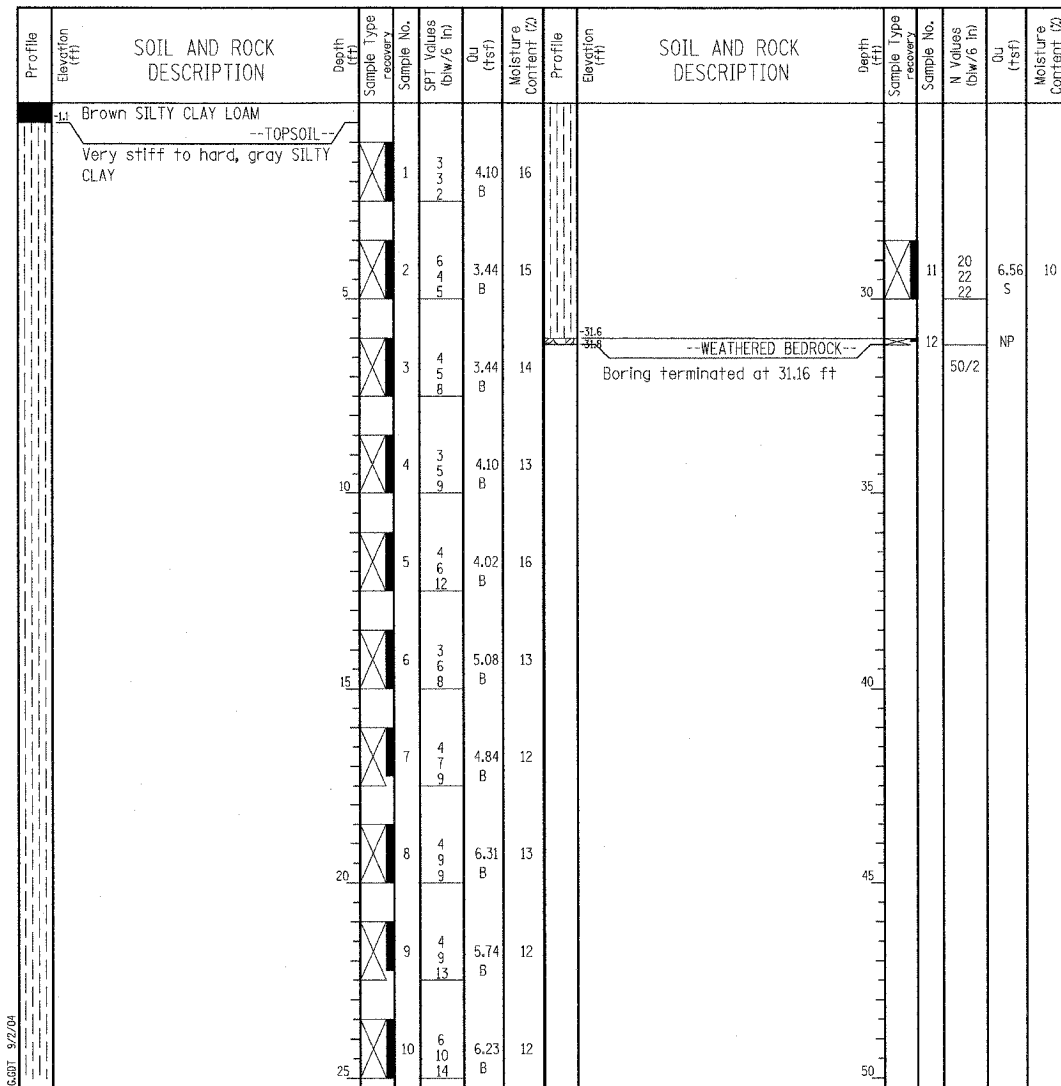 Profile
Elevation (ft)
SOIL AND ROCK
DESCRIPTION
Depth (ft)
Sample Type
recovery
Sample No.
SPT Values
(blw/6 in)
Qu
(tsf)
Moisture
Content (%)
Profile
Elevation (ft)
SOIL AND ROCK
DESCRIPTION
Depth (ft)
Sample Type
recovery
Sample No.
N Values
(blw/6 in)
Qu
(tsf)
Moisture
Content (%)
-1.1 Brown SILTY CLAY LOAM
--TOPSOIL--
Very stiff to hard, gray SILTY
CLAY
1 3 3 2 4.10 B 16
2 6 4 5 3.44 B 15
5
3 4 5 8 3.44 B 14
4 3 5 9 4.10 B 13
10
5 4 6 12 4.02 B 16
6 3 6 8 5.08 B 13
15
7 4 7 9 4.84 B 12
8 4 9 9 6.31 B 13
20
9 4 9 13 5.74 B 12
10 6 10 14 6.23 B 12
25
11 20 22 22 6.56 S 10
30
-31.6
-31.8
--WEATHERED BEDROCK--
12 50/2 NP
Boring terminated at 31.16 ft
35
40
45
50
G.GDT 9/2/04